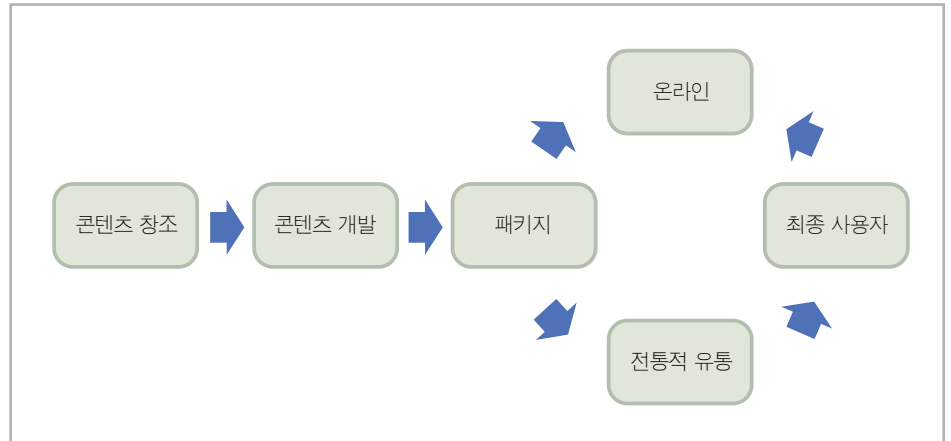 온라인
콘텐츠 창조
콘텐츠 개발
패키지
최종 사용자
전통적 유통